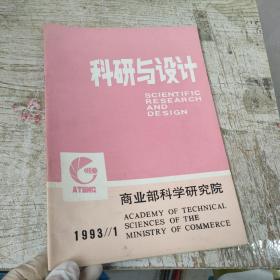 科研与设计
SCIENTIFIC
RESEARCH
AND
DESIGN
ATSMC
商业部科学研究院
1993//1
ACADEMY OF TECHNICAL
SCIENCES OF THE
MINISTRY OF COMMERCE